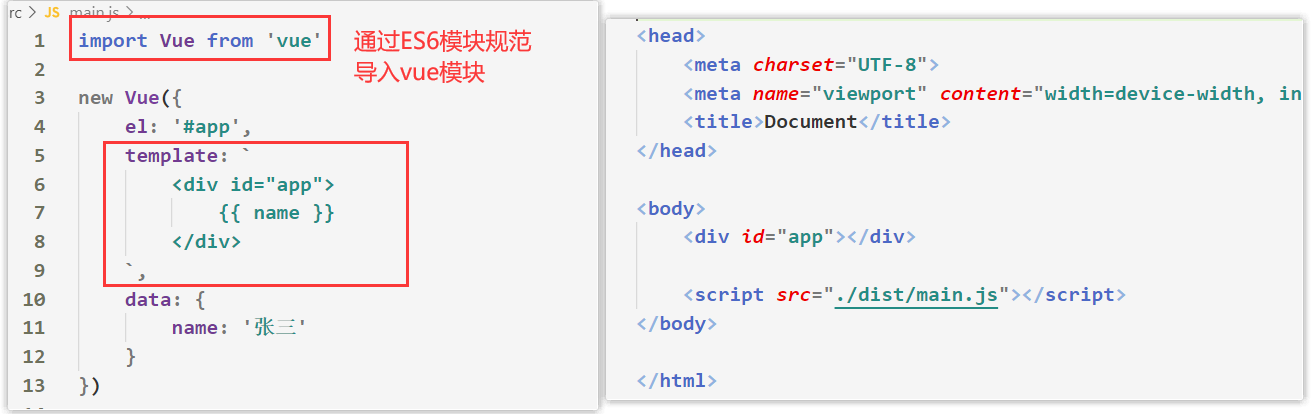 rc > JS main.js > ...
1 import Vue from 'vue'
通过ES6模块规范
导入vue模块
2
3 new Vue({
4 el: '#app',
5 template: `
6 <div id="app">
7 {{ name }}
8 </div>
9 `,
10 data: {
11 name: '张三'
12 }
13 })
<head>
<meta charset="UTF-8">
<meta name="viewport" content="width=device-width, in
<title>Document</title>
</head>
<body>
<div id="app"></div>
<script src="./dist/main.js"></script>
</body>
</html>